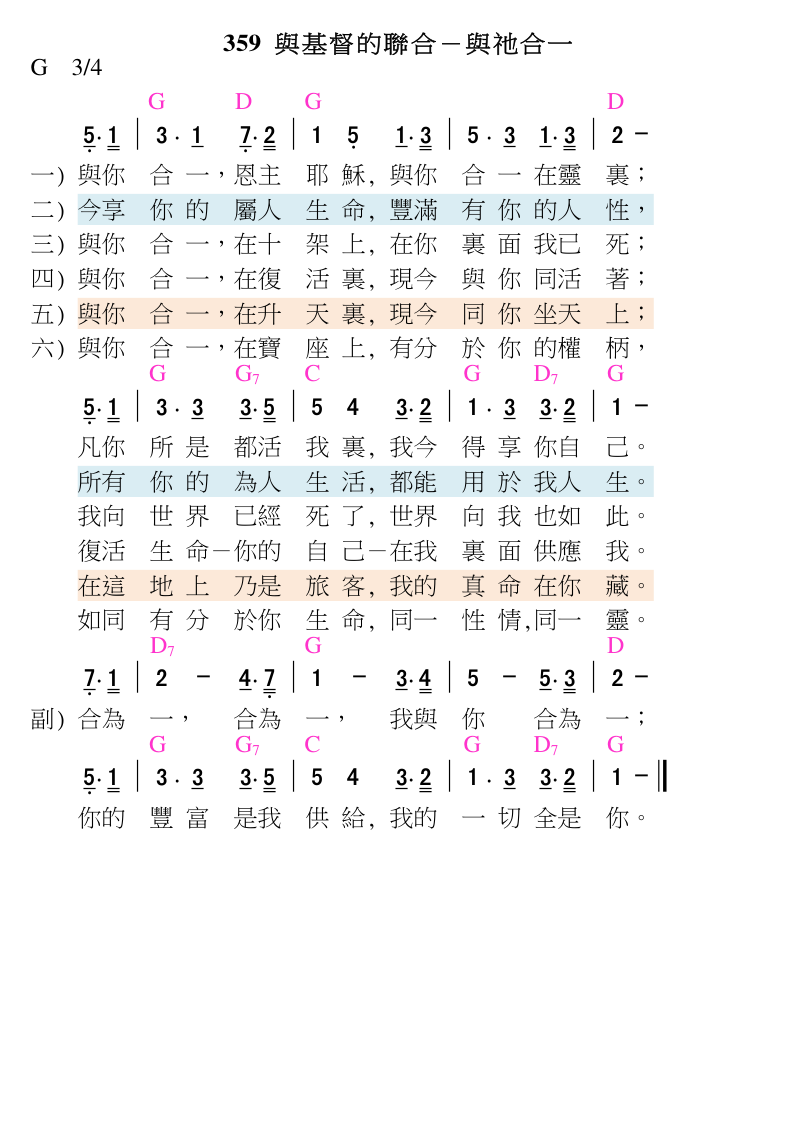 359 與基督的聯合－與祂合一
G 3/4
G D G D
5· 1 | 3 · 1 7· 2 | 1 5 1· 3 | 5 · 3 1· 3 | 2 －
一) 與你 合 一，恩主 耶 穌, 與你 合 一 在靈 裏；
二) 今享 你 的 屬人 生 命, 豐滿 有 你 的人 性，
三) 與你 合 一，在十 架 上, 在你 裏 面 我已 死；
四) 與你 合 一，在復 活 裏, 現今 與 你 同活 著；
五) 與你 合 一，在升 天 裏, 現今 同 你 坐天 上；
六) 與你 合 一，在寶 座 上, 有分 於 你 的權 柄，
G G7 C G D7 G
5· 1 | 3 · 3 3· 5 | 5 4 3· 2 | 1 · 3 3· 2 | 1 －
凡你 所 是 都活 我 裏, 我今 得 享 你自 己。
所有 你 的 為人 生 活, 都能 用 於 我人 生。
我向 世 界 已經 死 了, 世界 向 我 也如 此。
復活 生 命－你的 自 己－在我 裏 面 供應 我。
在這 地 上 乃是 旅 客, 我的 真 命 在你 藏。
如同 有 分 於你 生 命, 同一 性 情,同一 靈。
D7 G D
7· 1 | 2 － 4· 7 | 1 － 3· 4 | 5 － 5· 3 | 2 －
副) 合為 一， 合為 一， 我與 你 合為 一；
G G7 C G D7 G
5· 1 | 3 · 3 3· 5 | 5 4 3· 2 | 1 · 3 3· 2 | 1 －
你的 豐 富 是我 供 給, 我的 一 切 全是 你。